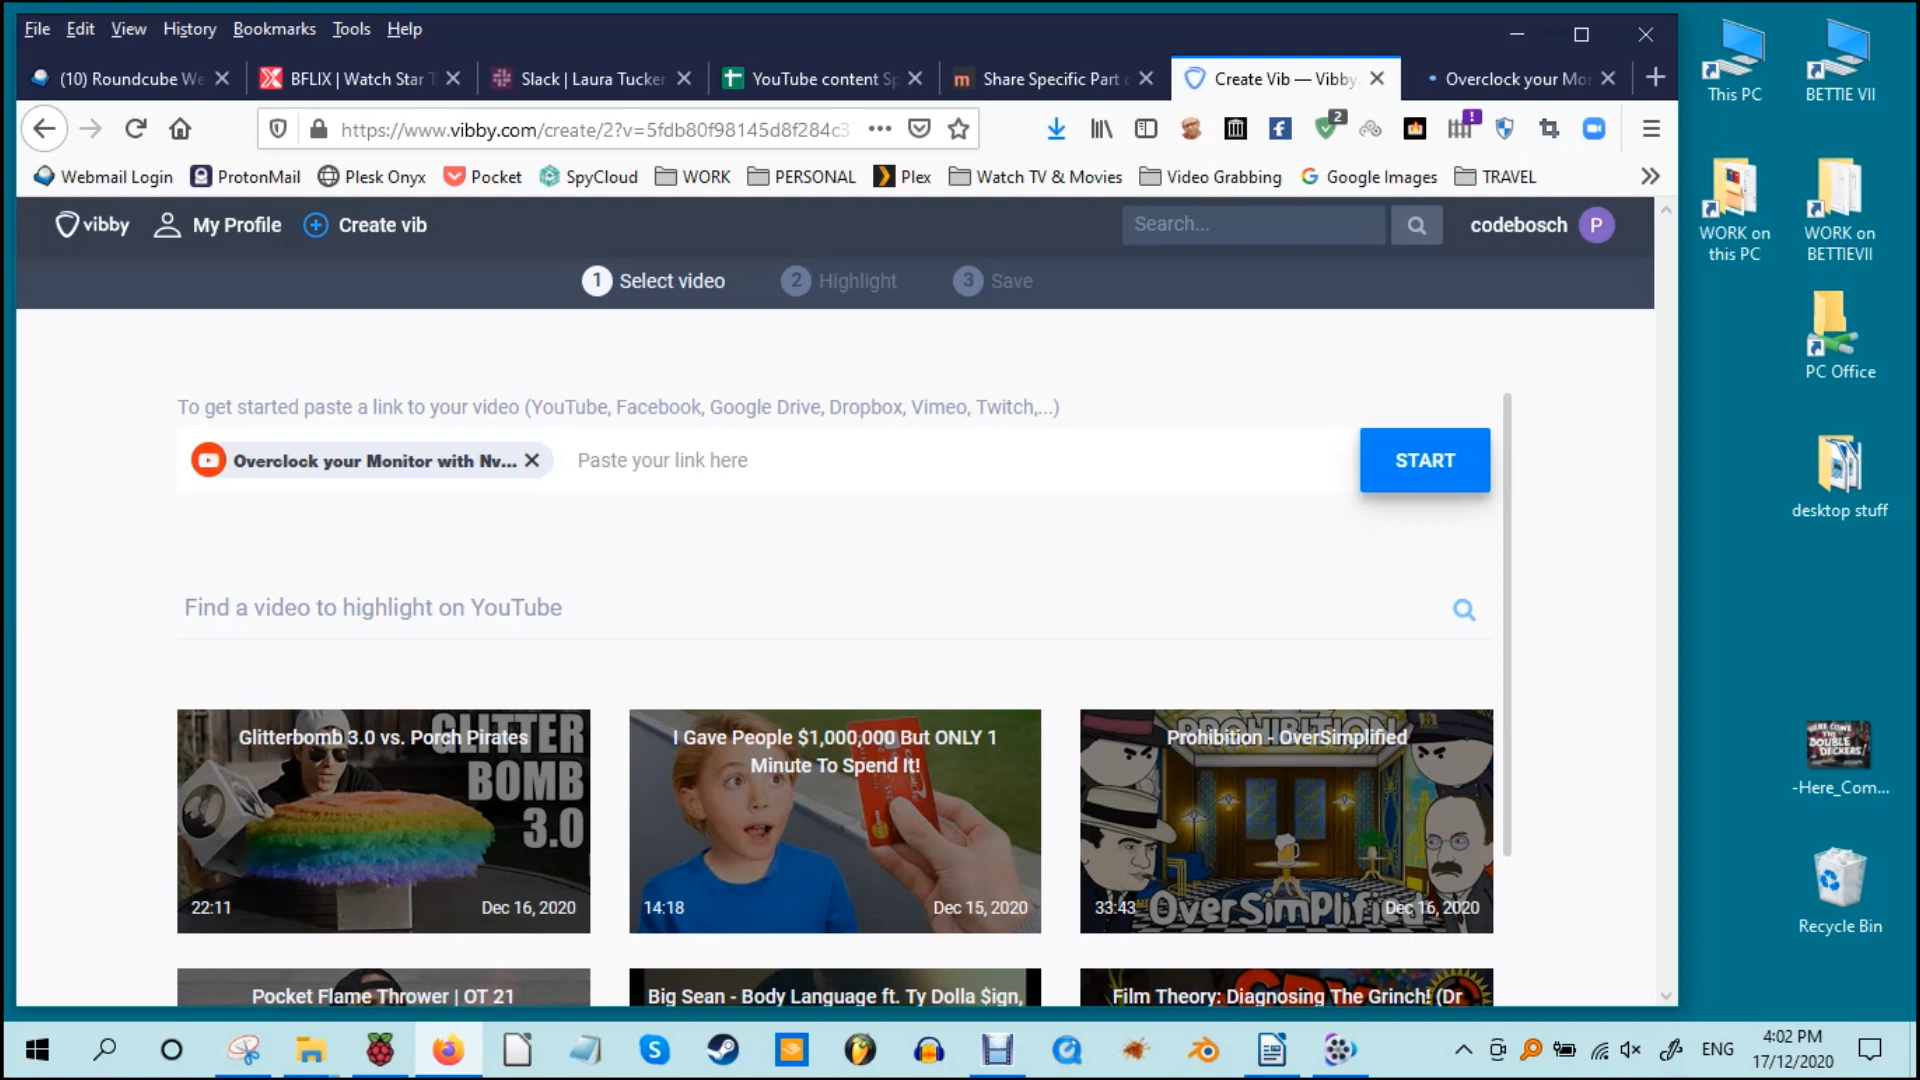 File Edit View History Bookmarks Tools Help
(10) Roundcube We
BFLIX | Watch Star T
Slack | Laura Tucker
YouTube content Sp
Share Specific Part o
Create Vib — Vibby
Overclock your Mon
https://www.vibby.com/create/2?v=5fdb80f98145d8f284c3
2
Webmail Login ProtonMail Plesk Onyx Pocket SpyCloud WORK PERSONAL Plex Watch TV & Movies Video Grabbing Google Images TRAVEL
vibby My Profile Create vib Search... codebosch P
1 Select video 2 Highlight 3 Save
To get started paste a link to your video (YouTube, Facebook, Google Drive, Dropbox, Vimeo, Twitch,...)
Overclock your Monitor with Nv... Paste your link here START
Find a video to highlight on YouTube
Glitterbomb 3.0 vs. Porch Pirates
GLITTER
BOMB
3.0
22:11 Dec 16, 2020
I Gave People $1,000,000 But ONLY 1
Minute To Spend It!
14:18 Dec 15, 2020
PROHIBITION
Prohibition - OverSimplified
OverSimplified
33:43 Dec 16, 2020
Pocket Flame Thrower | OT 21
Big Sean - Body Language ft. Ty Dolla $ign,
Film Theory: Diagnosing The Grinch! (Dr
This PC
BETTIE VII
WORK on
this PC
WORK on
BETTIEVII
PC Office
desktop stuff
HERE COME
THE
DOUBLE
DECKERS!
-Here_Com...
Recycle Bin
ENG
4:02 PM
17/12/2020